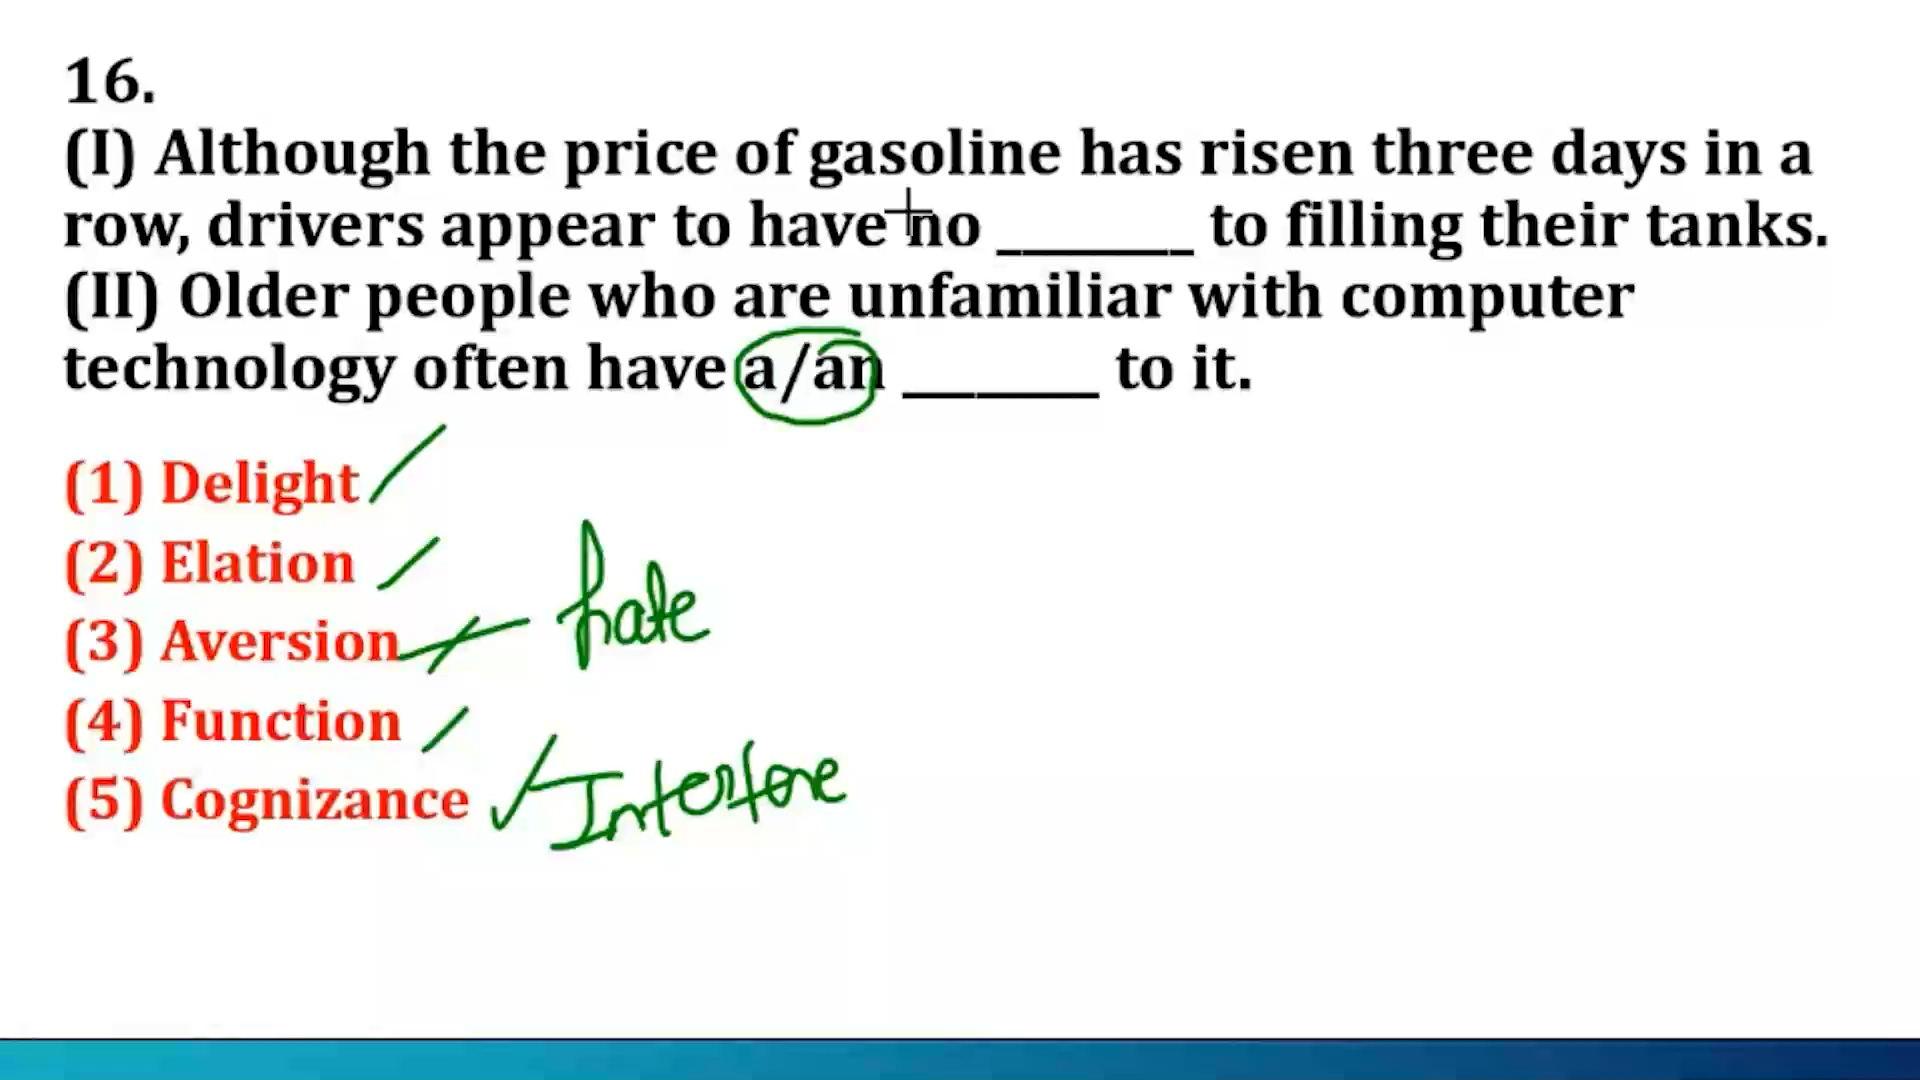 16.
(I) Although the price of gasoline has risen three days in a
row, drivers appear to have no ________ to filling their tanks.
(II) Older people who are unfamiliar with computer
technology often have a/an ________ to it.
(1) Delight
(2) Elation
(3) Aversion hate
(4) Function
(5) Cognizance Interfere